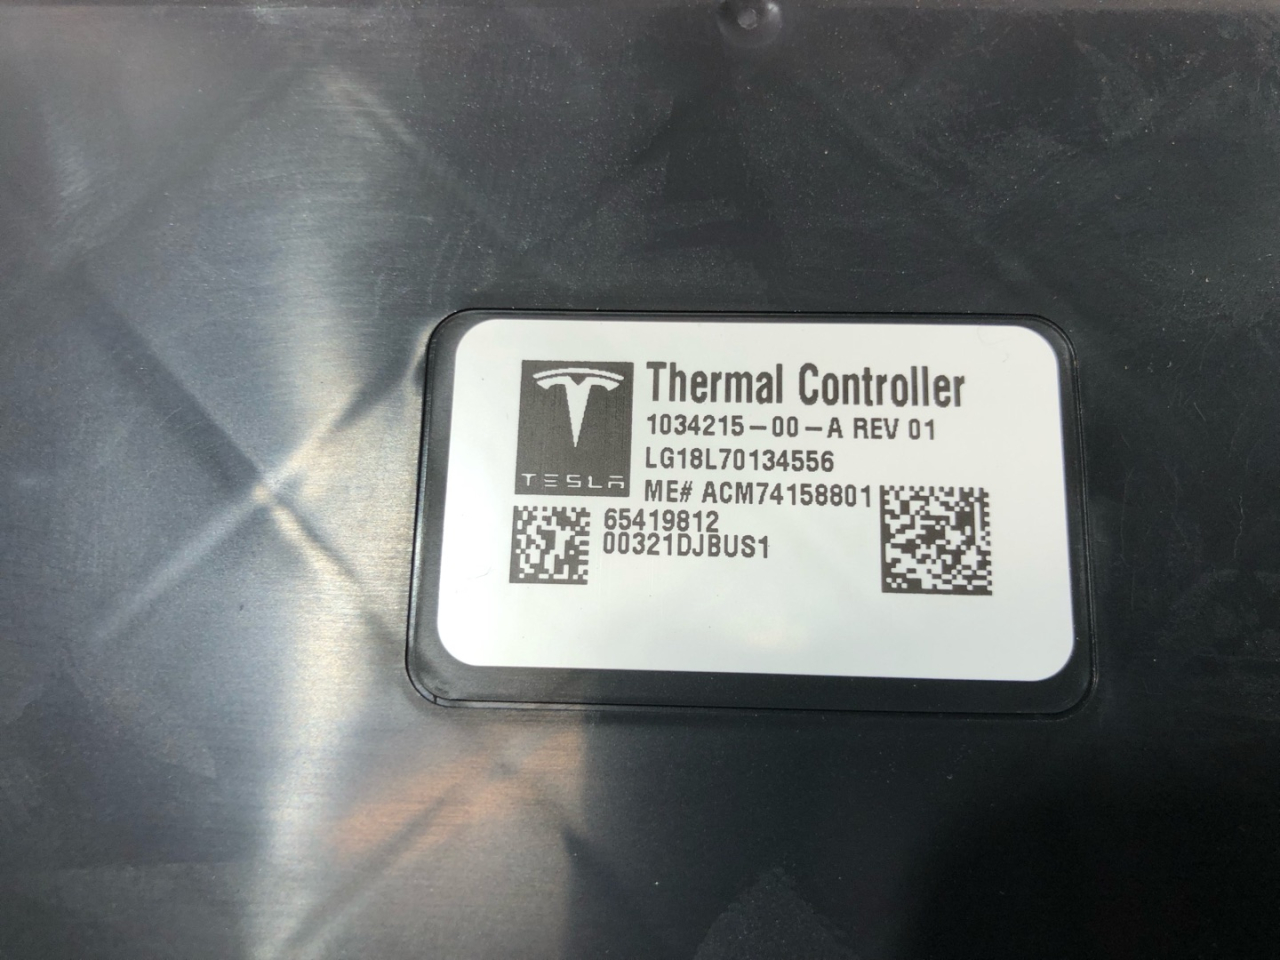 TESLA
Thermal Controller
1034215-00-A REV 01
LG18L70134556
ME# ACM74158801
65419812
00321DJBUS1